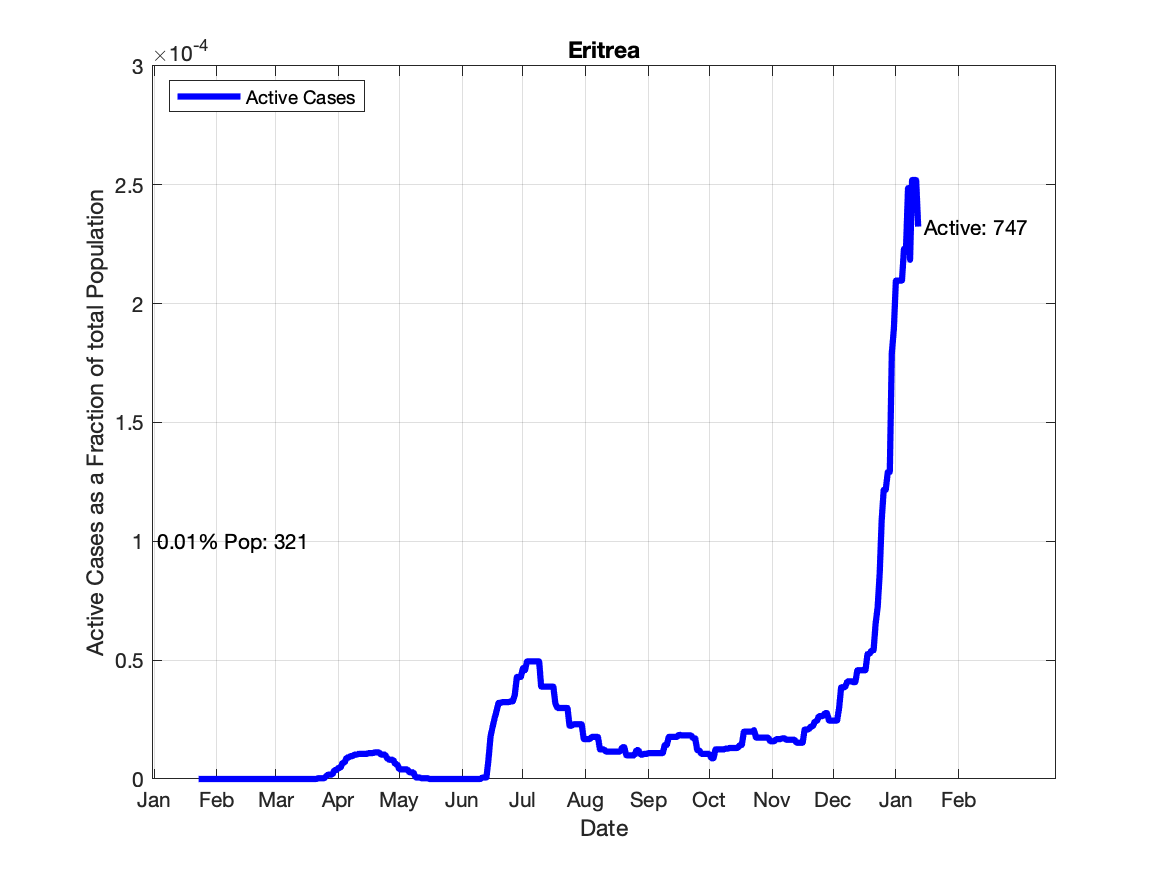 Eritrea
×10-4
Active Cases
3
2.5
2
1.5
1
0.5
0
Active Cases as a Fraction of total Population
Active: 747
0.01% Pop: 321
Jan Feb Mar Apr May Jun Jul Aug Sep Oct Nov Dec Jan Feb
Date